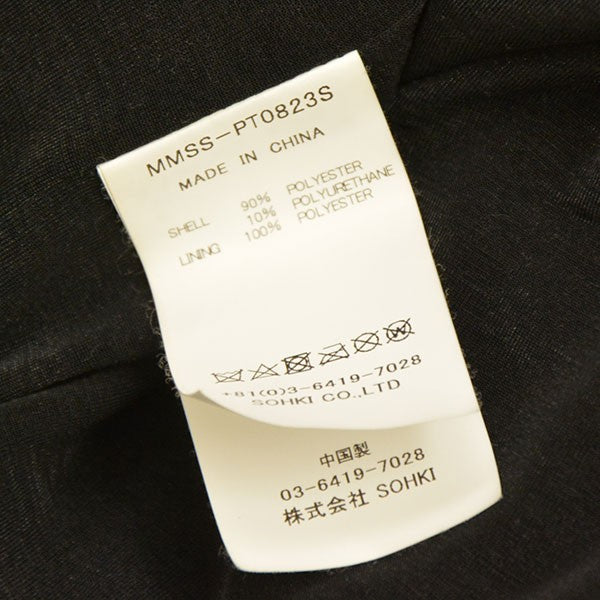 MMSS-PT0823S
MADE IN CHINA
SHELL 90% POLYESTER
10% POLYURETHANE
LINING 100% POLYESTER
+81(0)3-6419-7028
SOHKI CO.,LTD
中国製
03-6419-7028
株式会社 SOHKI